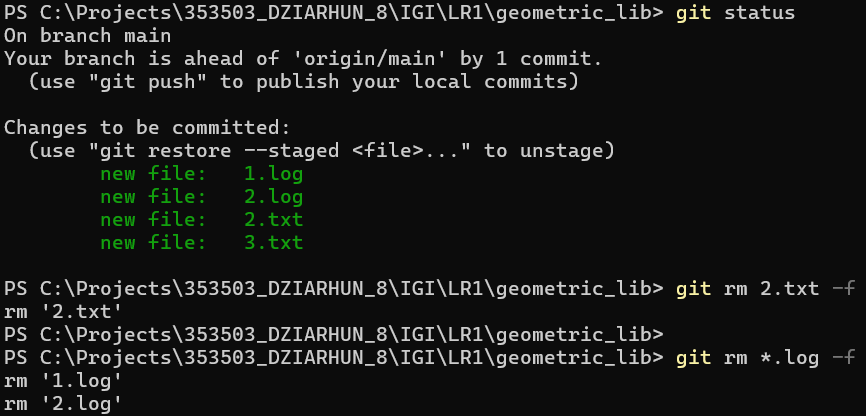 PS C:\Projects\353503_DZIARHUN_8\IGI\LR1\geometric_lib> git status
On branch main
Your branch is ahead of 'origin/main' by 1 commit.
  (use "git push" to publish your local commits)

Changes to be committed:
  (use "git restore --staged <file>..." to unstage)
        new file:   1.log
        new file:   2.log
        new file:   2.txt
        new file:   3.txt

PS C:\Projects\353503_DZIARHUN_8\IGI\LR1\geometric_lib> git rm 2.txt -f
rm '2.txt'
PS C:\Projects\353503_DZIARHUN_8\IGI\LR1\geometric_lib>
PS C:\Projects\353503_DZIARHUN_8\IGI\LR1\geometric_lib> git rm *.log -f
rm '1.log'
rm '2.log'